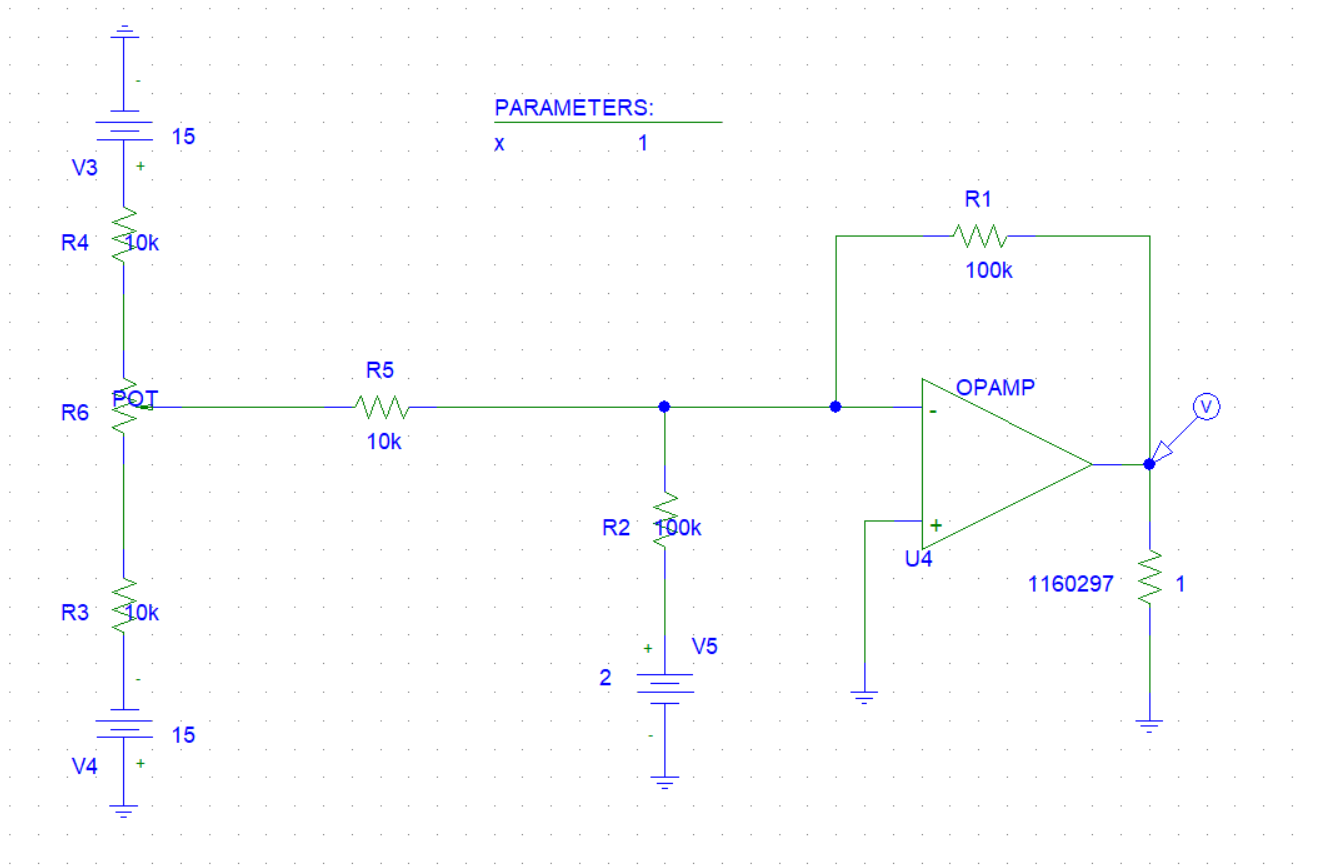 -
15
V3
+
R4
10k
PARAMETERS:
x 1
R1
100k
R6
POT
R5
10k
OPAMP
-
+
U4
V
R2
100k
R3
10k
1160297
1
-
15
V4
+
+
V5
2
-